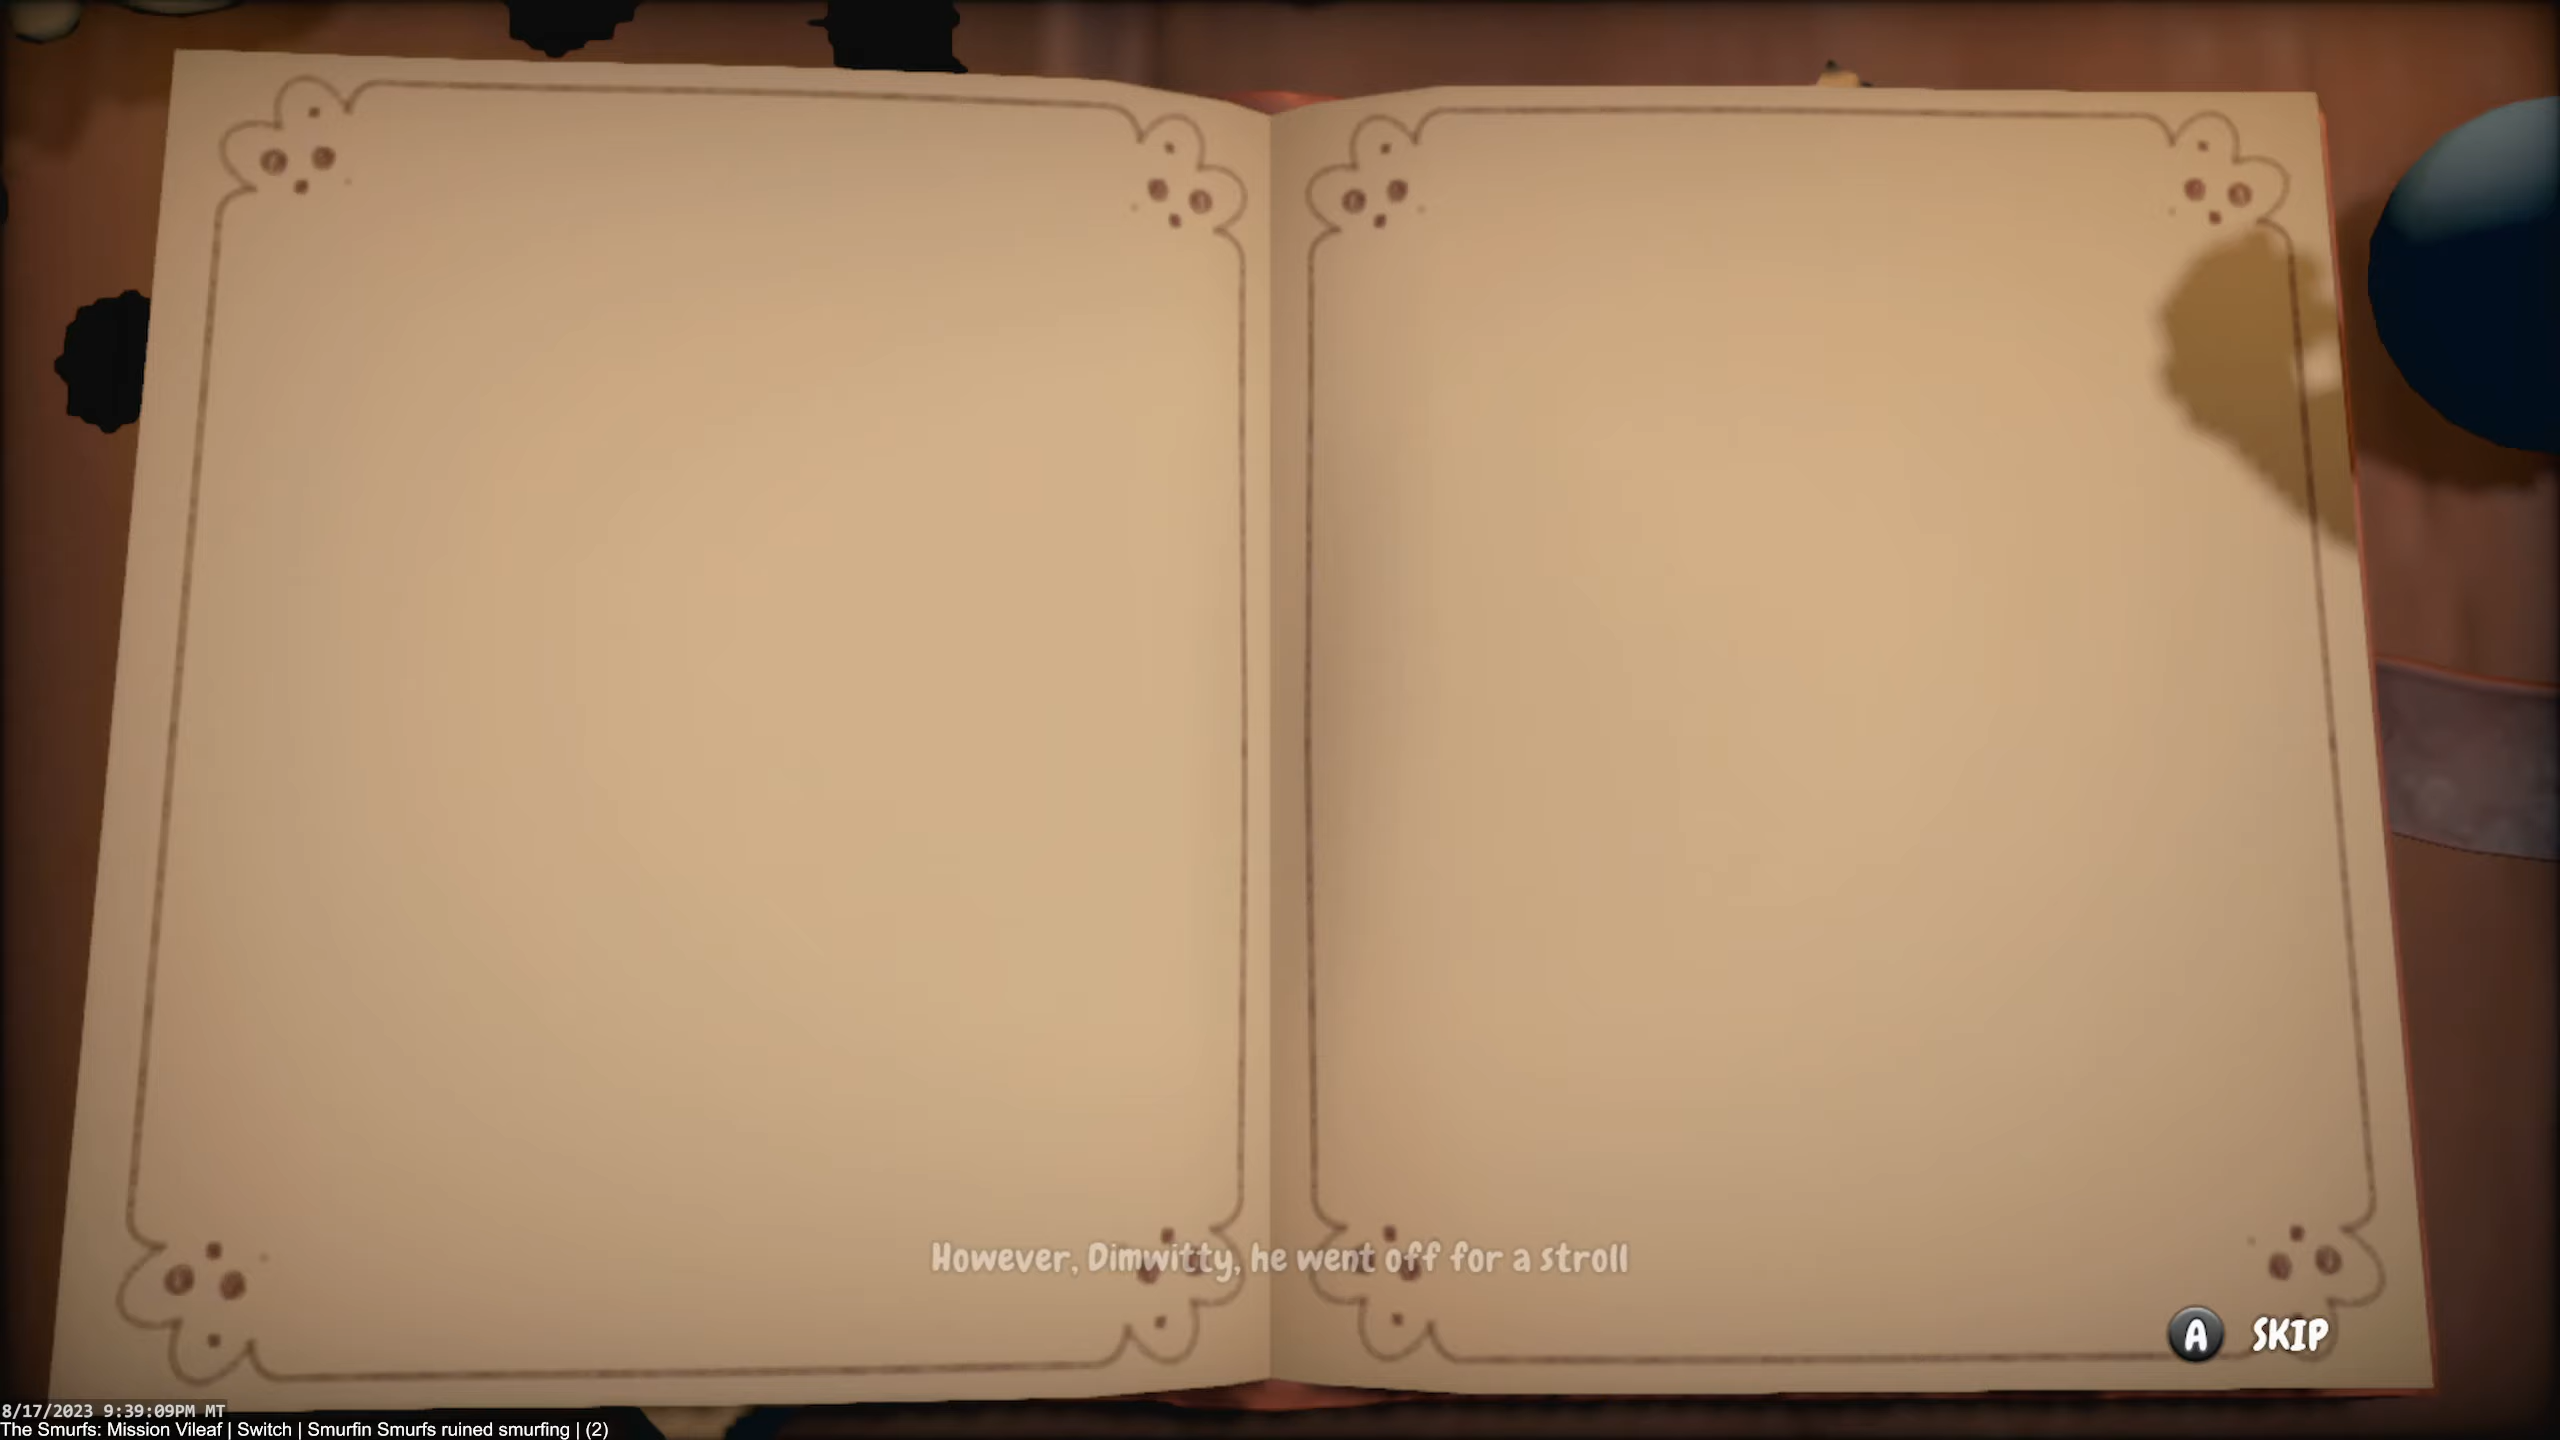 However, Dimwitty, he went off for a stroll
A SKIP
8/17/2023 9:39:09PM MT
The Smurfs: Mission Vileaf | Switch | Smurfin Smurfs ruined smurfing | (2)